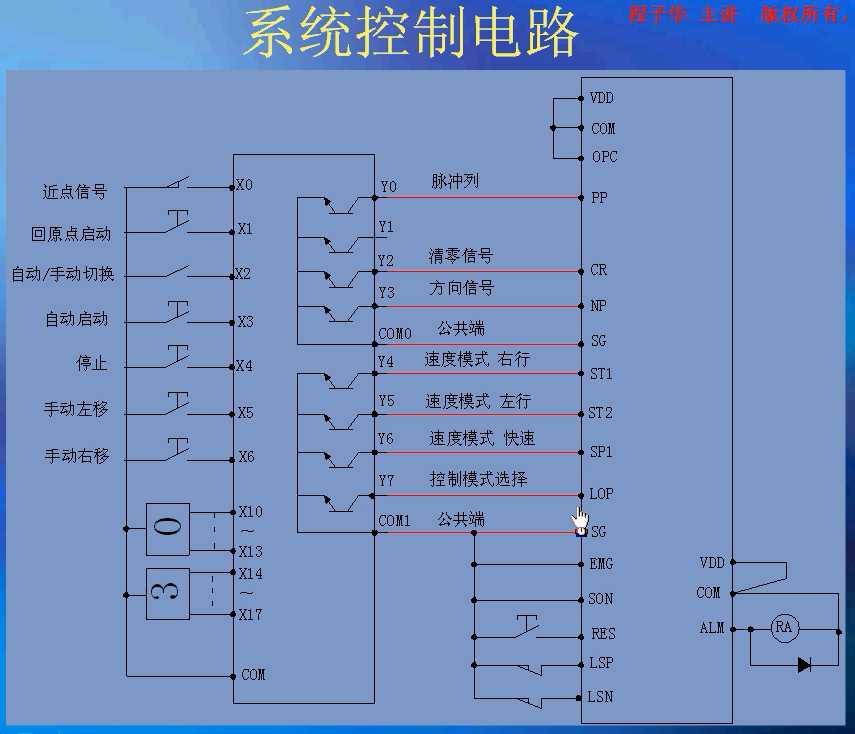 系统控制电路
程子华 主讲 版权所有,
VDD
COM
OPC
近点信号 X0 Y0 脉冲列 PP
回原点启动 X1 Y1
自动/手动切换 X2 Y2 清零信号 CR
Y3 方向信号 NP
自动启动 X3 COM0 公共端 SG
停止 X4 Y4 速度模式 右行 ST1
手动左移 X5 Y5 速度模式 左行 ST2
手动右移 X6 Y6 速度模式 快速 SP1
Y7 控制模式选择 LOP
0 X10 COM1 公共端 SG
~
X13
3 X14 EMG VDD
~ SON COM
X17
RES ALM RA
COM LSP
LSN